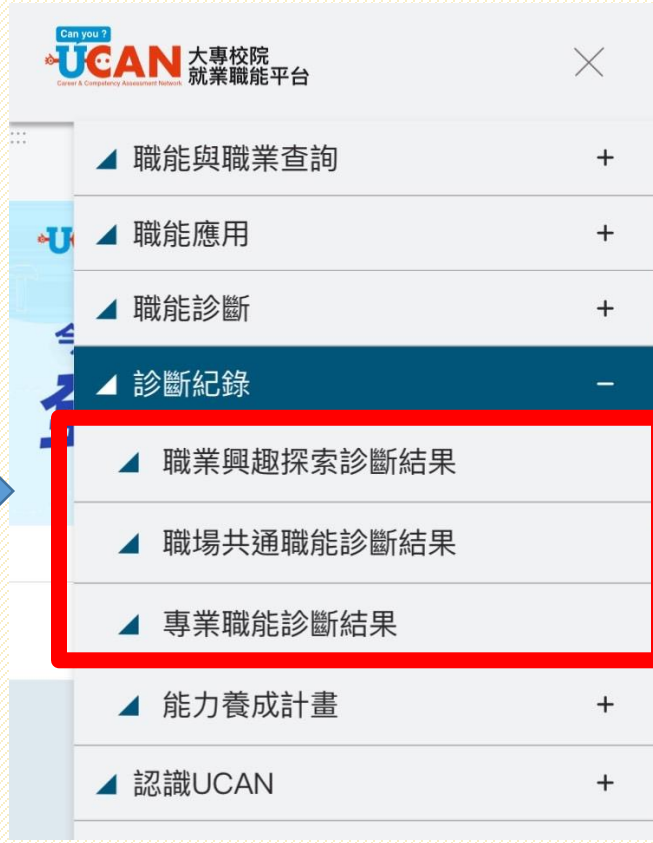 Can you ?
UCAN
Career & Competency Assessment Network
大專校院
就業職能平台
職能與職業查詢 +
職能應用 +
職能診斷 +
診斷紀錄 −
職業興趣探索診斷結果
職場共通職能診斷結果
專業職能診斷結果
能力養成計畫 +
認識UCAN +